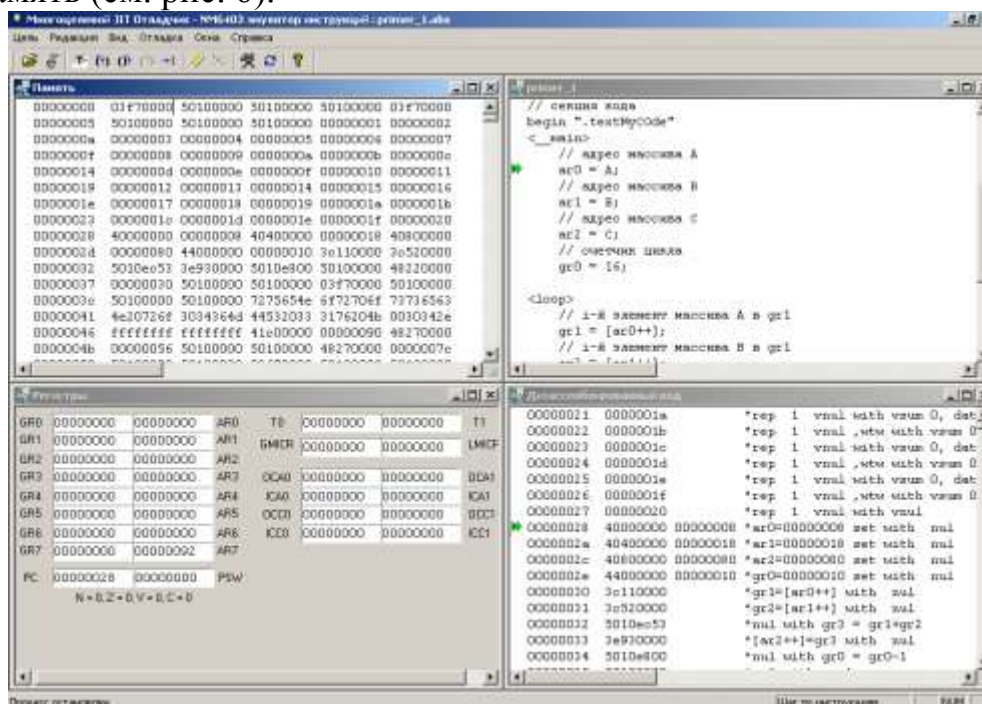 мять (см. рис. 6).
Многоцелевой JIT Отладчик - NM6403 эмулятор инструкций : primer_1.abs
Цель Редакция Вид Отладка Окна Справка
Память
00000000 03f70000 50100000 50100000 50100000 03f70000
00000005 50100000 50100000 50100000 00000001 00000002
0000000a 00000003 00000004 00000005 00000006 00000007
0000000f 00000008 00000009 0000000a 0000000b 0000000c
00000014 0000000d 0000000e 0000000f 00000010 00000011
00000019 00000012 00000013 00000014 00000015 00000016
0000001e 00000017 00000018 00000019 0000001a 0000001b
00000023 0000001c 0000001d 0000001e 0000001f 00000020
00000028 40000000 00000008 40400000 00000018 40800000
0000002d 00000080 44000000 00000010 3c110000 3c520000
00000032 5010ec53 3e930000 5010e800 50100000 48220000
00000037 00000030 50100000 50100000 03f70000 50100000
0000003c 50100000 50100000 7275654e 6f72706f 73736563
00000041 4e20726f 3034364d 44532033 3176204b 0030342e
00000046 ffffffff ffffffff 41c00000 00000090 48270000
0000004b 00000056 50100000 50100000 48270000 0000007e
primer_1
// секция кода
begin ".textMyCOde"
<__main>
// адрес массива A
ar0 = A;
// адрес массива B
ar1 = B;
// адрес массива C
ar2 = C;
// счетчик цикла
gr0 = 16;
<loop>
// i-й элемент массива A в gr1
gr1 = [ar0++];
// i-й элемент массива B в gr1
Регистры
GR0 00000000 00000000 AR0 T0 00000000 00000000 T1
GR1 00000000 00000000 AR1 GMICR 00000000 00000000 LMICR
GR2 00000000 00000000 AR2
GR3 00000000 00000000 AR3 OCA0 00000000 00000000 OCA1
GR4 00000000 00000000 AR4 ICA0 00000000 00000000 ICA1
GR5 00000000 00000000 AR5 OCC0 00000000 00000000 OCC1
GR6 00000000 00000000 AR6 ICC0 00000000 00000000 ICC1
GR7 00000000 00000092 AR7
PC 00000028 00000000 PSW
N=0,Z=0,V=0,C=0
Дизассемблированный код
00000021 0000001a *rep 1 vnul with vsum 0, dat
00000022 0000001b *rep 1 vnul ,wtw with vsum 0
00000023 0000001c *rep 1 vnul with vsum 0, dat
00000024 0000001d *rep 1 vnul ,wtw with vsum 0
00000025 0000001e *rep 1 vnul with vsum 0, dat
00000026 0000001f *rep 1 vnul ,wtw with vsum 0
00000027 00000020 *rep 1 vnul with vnul
00000028 40000000 00000008 *ar0=00000008 set with nul
0000002a 40400000 00000018 *ar1=00000018 set with nul
0000002c 40800000 00000080 *ar2=00000080 set with nul
0000002e 44000000 00000010 *gr0=00000010 set with nul
00000030 3c110000 *gr1=[ar0++] with nul
00000031 3c520000 *gr2=[ar1++] with nul
00000032 5010ec53 *nul with gr3 = gr1+gr2
00000033 3e930000 *[ar2++]=gr3 with nul
00000034 5010e800 *nul with gr0 = gr0-1
Процесс остановлен
Шаг по инструкциям